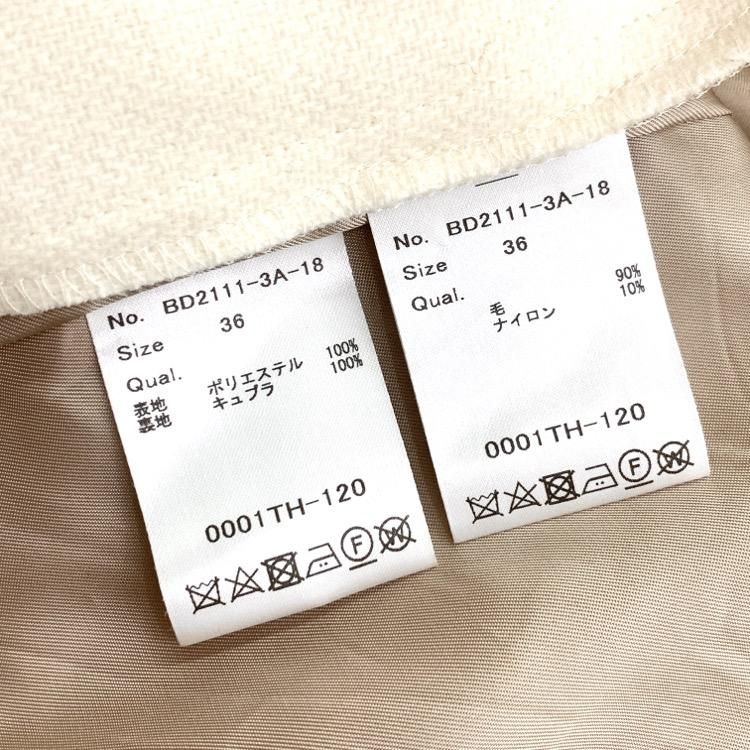 No. BD2111-3A-18
Size 36
Qual.
表地 ポリエステル 100%
裏地 キュプラ 100%
0001TH-120
F W
No. BD2111-3A-18
Size 36
Qual.
毛 90%
ナイロン 10%
0001TH-120
F W